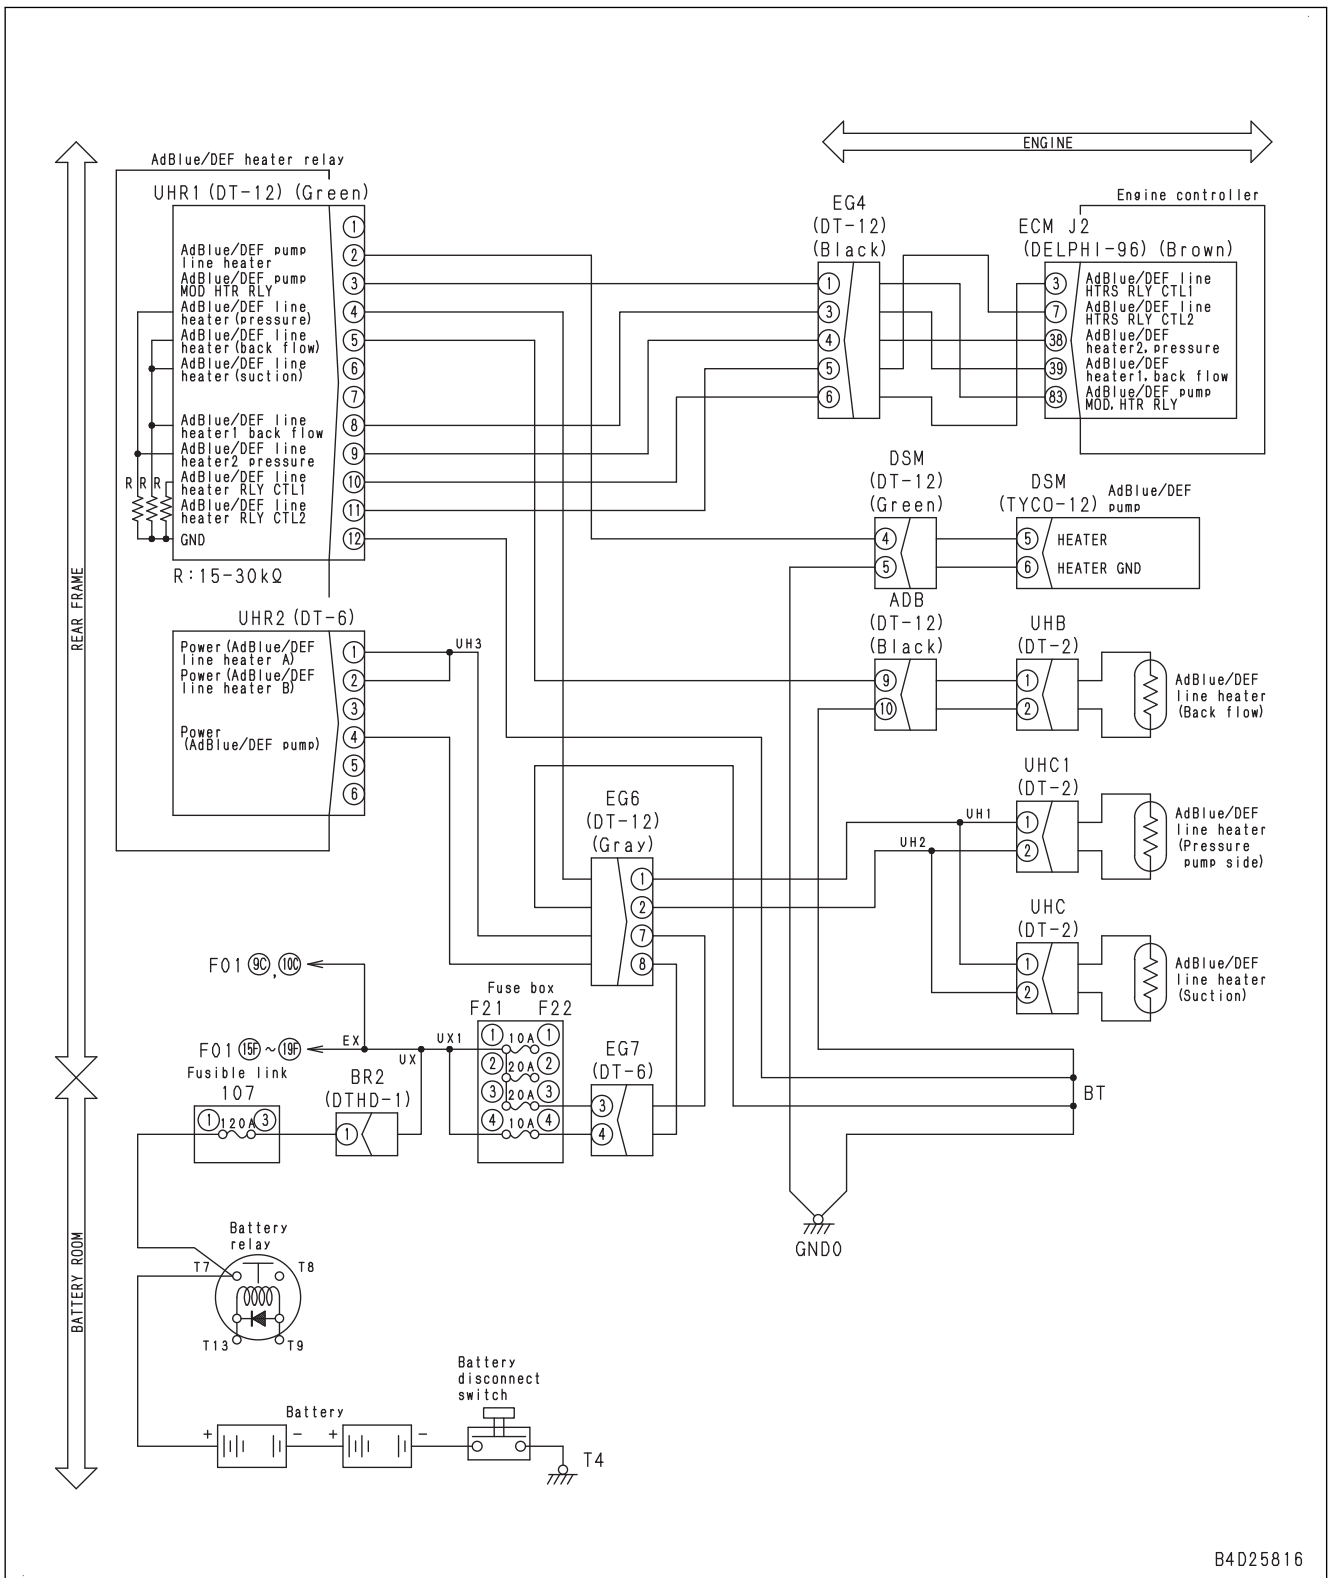 ENGINE
AdBlue/DEF heater relay
UHR1 (DT-12) (Green)
1
AdBlue/DEF pump
line heater
2
AdBlue/DEF pump
MOD HTR RLY
3
AdBlue/DEF line
heater (pressure)
4
AdBlue/DEF line
heater (back flow)
5
AdBlue/DEF line
heater (suction)
6
7
AdBlue/DEF line
heater1 back flow
8
AdBlue/DEF line
heater2 pressure
9
AdBlue/DEF line
heater RLY CTL1
10
AdBlue/DEF line
heater RLY CTL2
11
GND
12
R R R
R:15-30kΩ
EG4
(DT-12)
(Black)
1
3
4
5
6
Engine controller
ECM J2
(DELPHI-96) (Brown)
3 AdBlue/DEF line
HTRS RLY CTL1
7 AdBlue/DEF line
HTRS RLY CTL2
38 AdBlue/DEF
heater2, pressure
39 AdBlue/DEF
heater1, back flow
83 AdBlue/DEF pump
MOD, HTR RLY
DSM
(DT-12)
(Green)
4
5
DSM
(TYCO-12)
AdBlue/DEF
pump
5 HEATER
6 HEATER GND
REAR FRAME
UHR2 (DT-6)
Power (AdBlue/DEF
line heater A)
1
Power (AdBlue/DEF
line heater B)
2
3
Power
(AdBlue/DEF pump)
4
5
6
UH3
ADB
(DT-12)
(Black)
9
10
UHB
(DT-2)
1
2
AdBlue/DEF
line heater
(Back flow)
UHC1
(DT-2)
1
2
UH1
UH2
AdBlue/DEF
line heater
(Pressure
pump side)
UHC
(DT-2)
1
2
AdBlue/DEF
line heater
(Suction)
EG6
(DT-12)
(Gray)
1
2
7
8
F01 9C, 10C
F01 15F ~ 19F
EX
UX
UX1
Fuse box
F21 F22
1 10A 1
2 20A 2
3 20A 3
4 10A 4
EG7
(DT-6)
3
4
Fusible link
107
1 120A 3
BR2
(DTHD-1)
1
BT
GND0
BATTERY ROOM
Battery
relay
T7
T8
T13
T9
Battery
disconnect
switch
Battery
+ - + -
T4
B4D25816